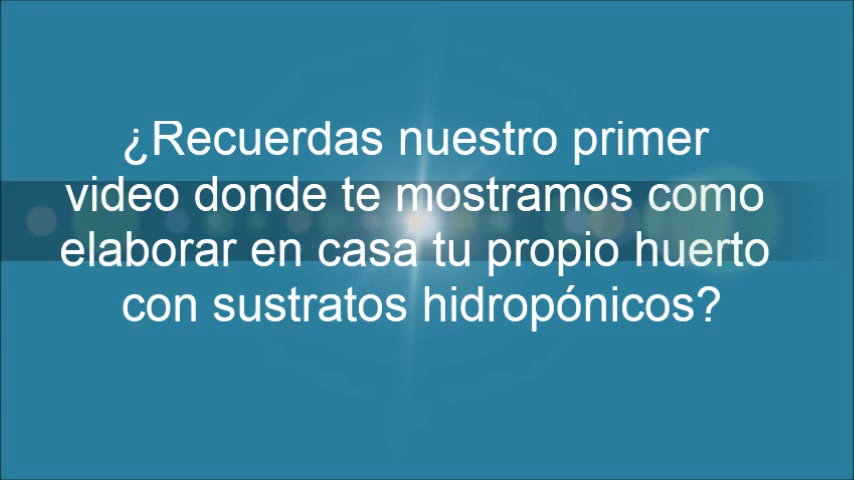 ¿Recuerdas nuestro primer
video donde te mostramos como
elaborar en casa tu propio huerto
con sustratos hidropónicos?